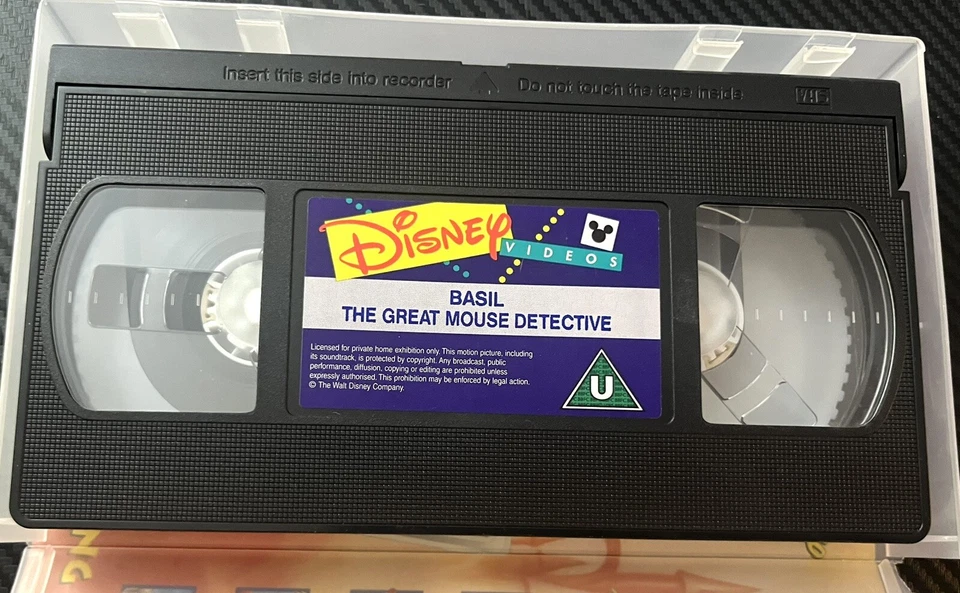 Insert this side into recorder
Do not touch the tape inside
VHS
DISNEY
VIDEOS
BASIL
THE GREAT MOUSE DETECTIVE
Licensed for private home exhibition only. This motion picture, including
its soundtrack, is protected by copyright. Any broadcast, public
performance, diffusion, copying or editing are prohibited unless
expressly authorised. This prohibition may be enforced by legal action.
© The Walt Disney Company.
U